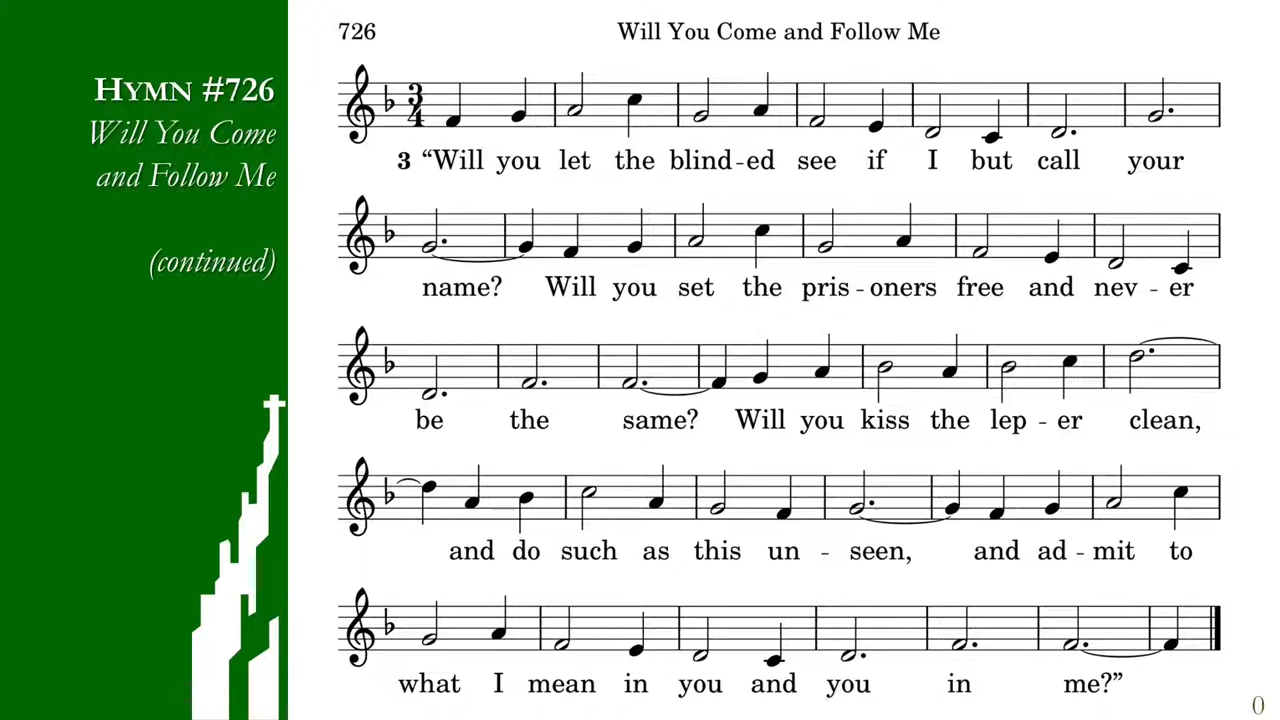 HYMN #726
Will You Come
and Follow Me
(continued)
726 Will You Come and Follow Me
3 “Will you let the blind-ed see if I but call your
name? Will you set the pris-oners free and nev-er
be the same? Will you kiss the lep-er clean,
and do such as this un-seen, and ad-mit to
what I mean in you and you in me?”
0